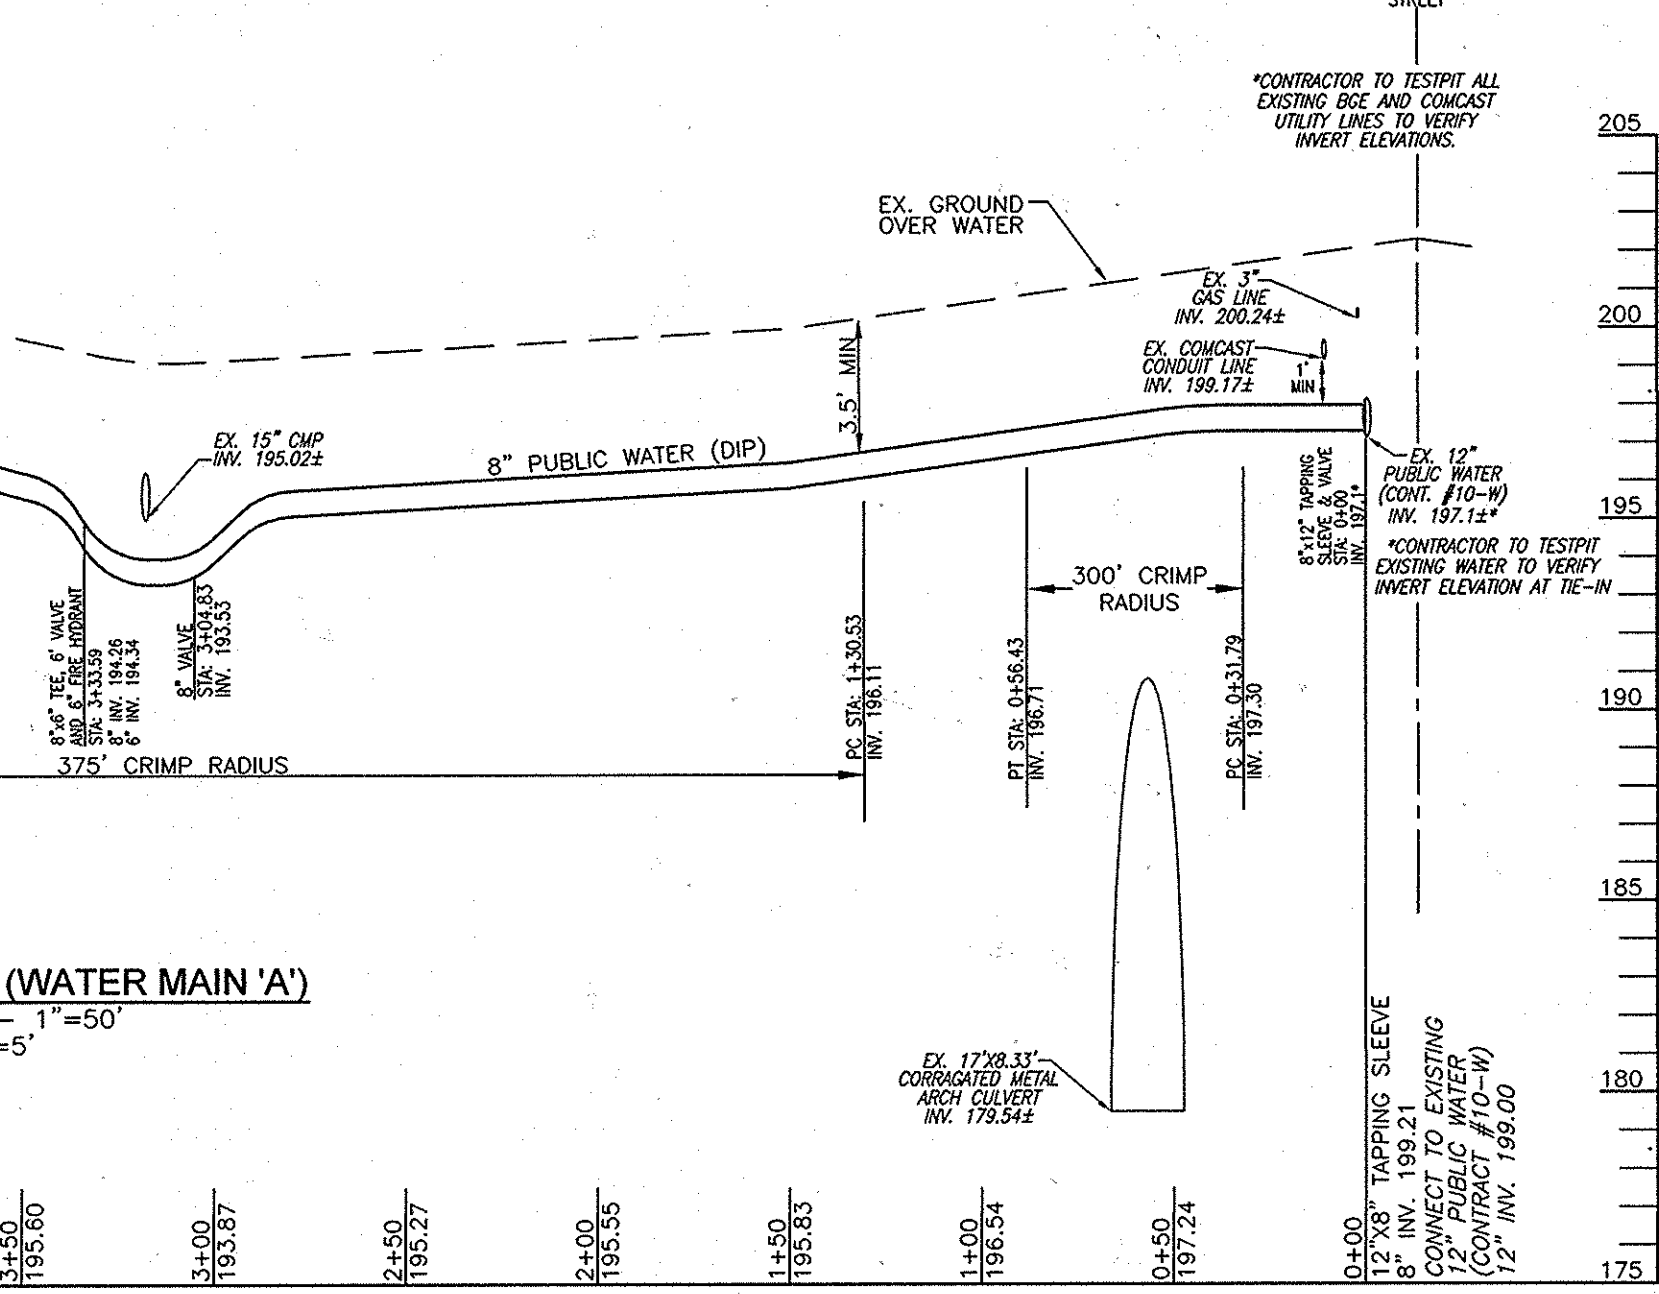 STREET
*CONTRACTOR TO TESTPIT ALL
EXISTING BGE AND COMCAST
UTILITY LINES TO VERIFY
INVERT ELEVATIONS.
205
EX. GROUND
OVER WATER
EX. 3"
GAS LINE
INV. 200.24±
200
EX. COMCAST
CONDUIT LINE
INV. 199.17±
1'
MIN
3.5' MIN
EX. 15" CMP
INV. 195.02±
8" PUBLIC WATER (DIP)
8"x12" TAPPING
SLEEVE & VALVE
STA: 0+00
INV. 197.1*
EX. 12"
PUBLIC WATER
(CONT. #10-W)
INV. 197.1±*
195
*CONTRACTOR TO TESTPIT
EXISTING WATER TO VERIFY
INVERT ELEVATION AT TIE-IN
300' CRIMP
RADIUS
8"x6" TEE, 6' VALVE
AND 6" FIRE HYDRANT
STA: 3+33.59
8" INV. 194.26
6" INV. 194.34
8" VALVE
STA: 3+04.83
INV. 193.53
PC STA: 1+30.53
INV. 196.11
PT STA: 0+56.43
INV. 196.71
PC STA: 0+31.79
INV. 197.30
190
375' CRIMP RADIUS
185
(WATER MAIN 'A')
- 1"=50'
=5'
EX. 17'X8.33'
CORRAGATED METAL
ARCH CULVERT
INV. 179.54±
180
3+50
195.60
3+00
193.87
2+50
195.27
2+00
195.55
1+50
195.83
1+00
196.54
0+50
197.24
0+00
12"X8" TAPPING SLEEVE
8" INV. 199.21
CONNECT TO EXISTING
12" PUBLIC WATER
(CONTRACT #10-W)
12" INV. 199.00
175